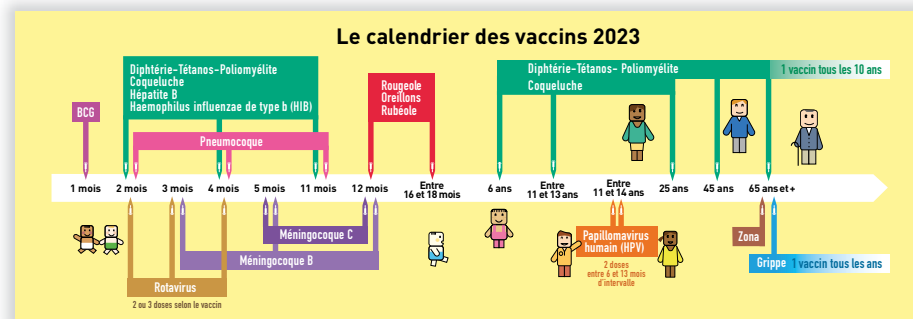 Le calendrier des vaccins 2023
Diphtérie-Tétanos-Poliomyélite
Coqueluche
Hépatite B
Haemophilus influenzae de type b (HIB)
Rougeole
Oreillons
Rubéole
Diphtérie-Tétanos- Poliomyélite
Coqueluche
1 vaccin tous les 10 ans
BCG
Pneumocoque
1 mois
2 mois
3 mois
4 mois
5 mois
11 mois
12 mois
Entre
16 et 18 mois
6 ans
Entre
11 et 13 ans
Entre
11 et 14 ans
25 ans
45 ans
65 ans et +
Méningocoque C
Méningocoque B
Rotavirus
2 ou 3 doses selon le vaccin
Papillomavirus
humain (HPV)
2 doses
entre 6 et 13 mois
d'intervalle
Zona
Grippe 1 vaccin tous les ans